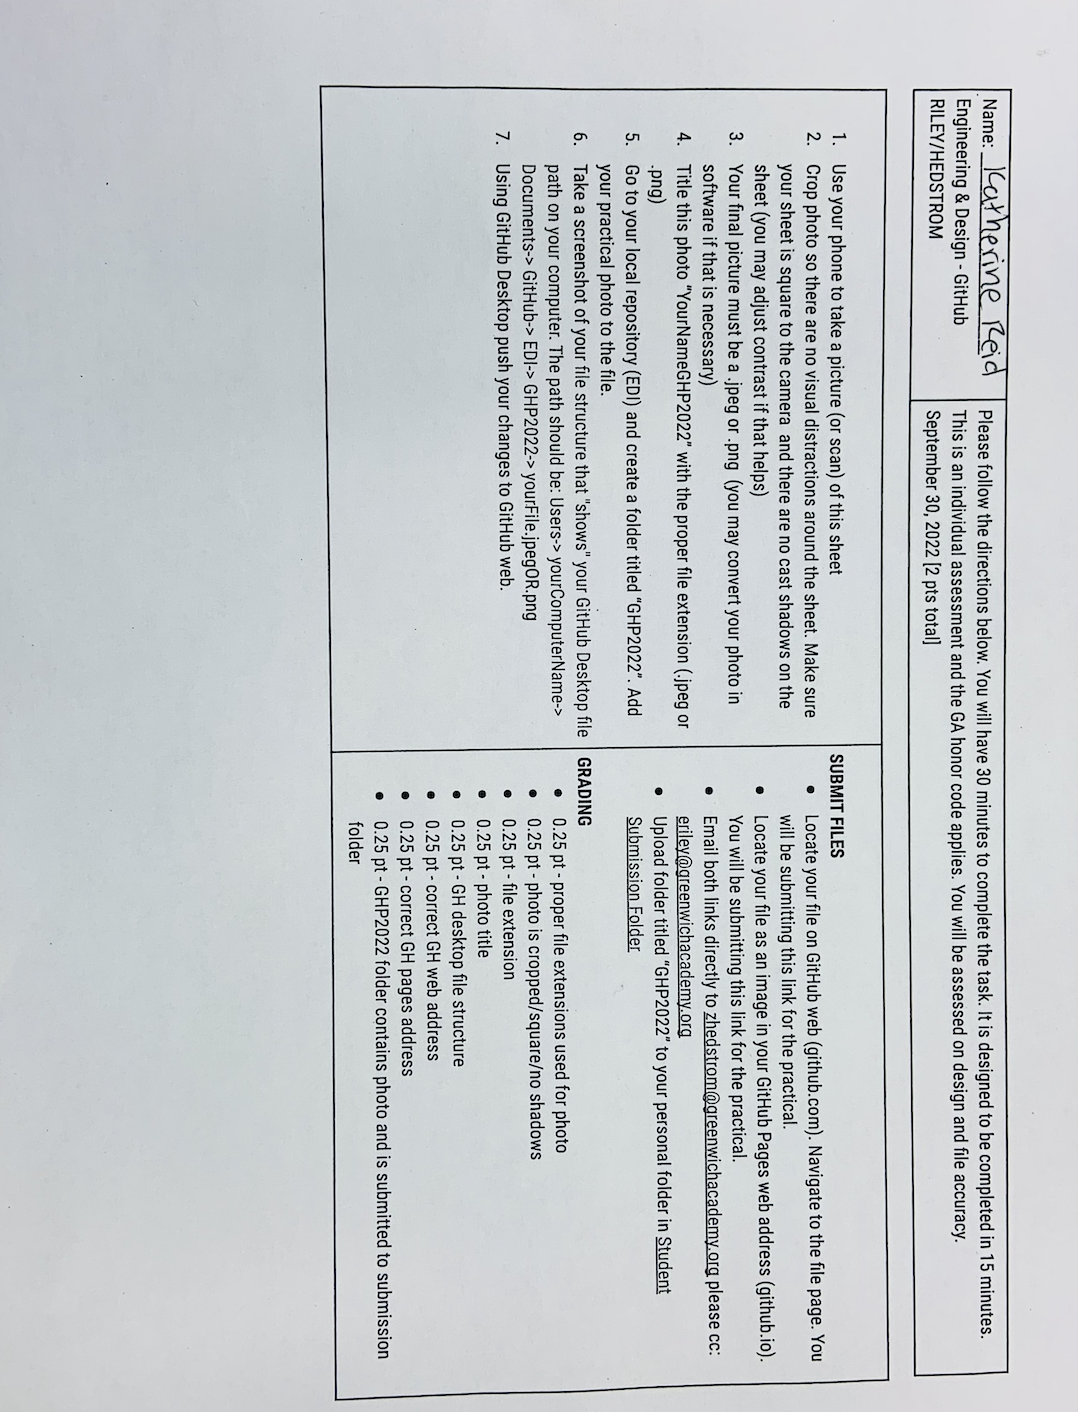 Name: Katherine Reid
Engineering & Design - GitHub
RILEY/HEDSTROM
Please follow the directions below. You will have 30 minutes to complete the task. It is designed to be completed in 15 minutes.
This is an individual assessment and the GA honor code applies. You will be assessed on design and file accuracy.
September 30, 2022 [2 pts total]
1. Use your phone to take a picture (or scan) of this sheet
2. Crop photo so there are no visual distractions around the sheet. Make sure
your sheet is square to the camera and there are no cast shadows on the
sheet (you may adjust contrast if that helps)
3. Your final picture must be a .jpeg or .png (you may convert your photo in
software if that is necessary)
4. Title this photo "YourNameGHP2022" with the proper file extension (.jpeg or
.png)
5. Go to your local repository (EDI) and create a folder titled "GHP2022". Add
your practical photo to the file.
6. Take a screenshot of your file structure that "shows" your GitHub Desktop file
path on your computer. The path should be: Users-> yourComputerName->
Documents-> GitHub-> EDI-> GHP2022-> yourFile.jpegOR.png
7. Using GitHub Desktop push your changes to GitHub web.
SUBMIT FILES
● Locate your file on GitHub web (github.com). Navigate to the file page. You
will be submitting this link for the practical.
● Locate your file as an image in your GitHub Pages web address (github.io).
You will be submitting this link for the practical.
● Email both links directly to zhedstrom@greenwichacademy.org please cc:
eriley@greenwichacademy.org
● Upload folder titled "GHP2022" to your personal folder in Student
Submission Folder
GRADING
● 0.25 pt - proper file extensions used for photo
● 0.25 pt - photo is cropped/square/no shadows
● 0.25 pt - file extension
● 0.25 pt - photo title
● 0.25 pt - GH desktop file structure
● 0.25 pt - correct GH web address
● 0.25 pt - correct GH pages address
● 0.25 pt - GHP2022 folder contains photo and is submitted to submission
folder